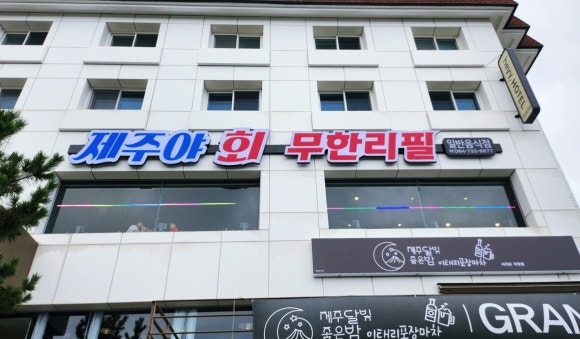 HOTEL
제주야 회 무한리필
일반음식점
제주달빛
좋은밤 이태리포장마차
제주달빛
좋은밤 이태리포장마차
GRAN